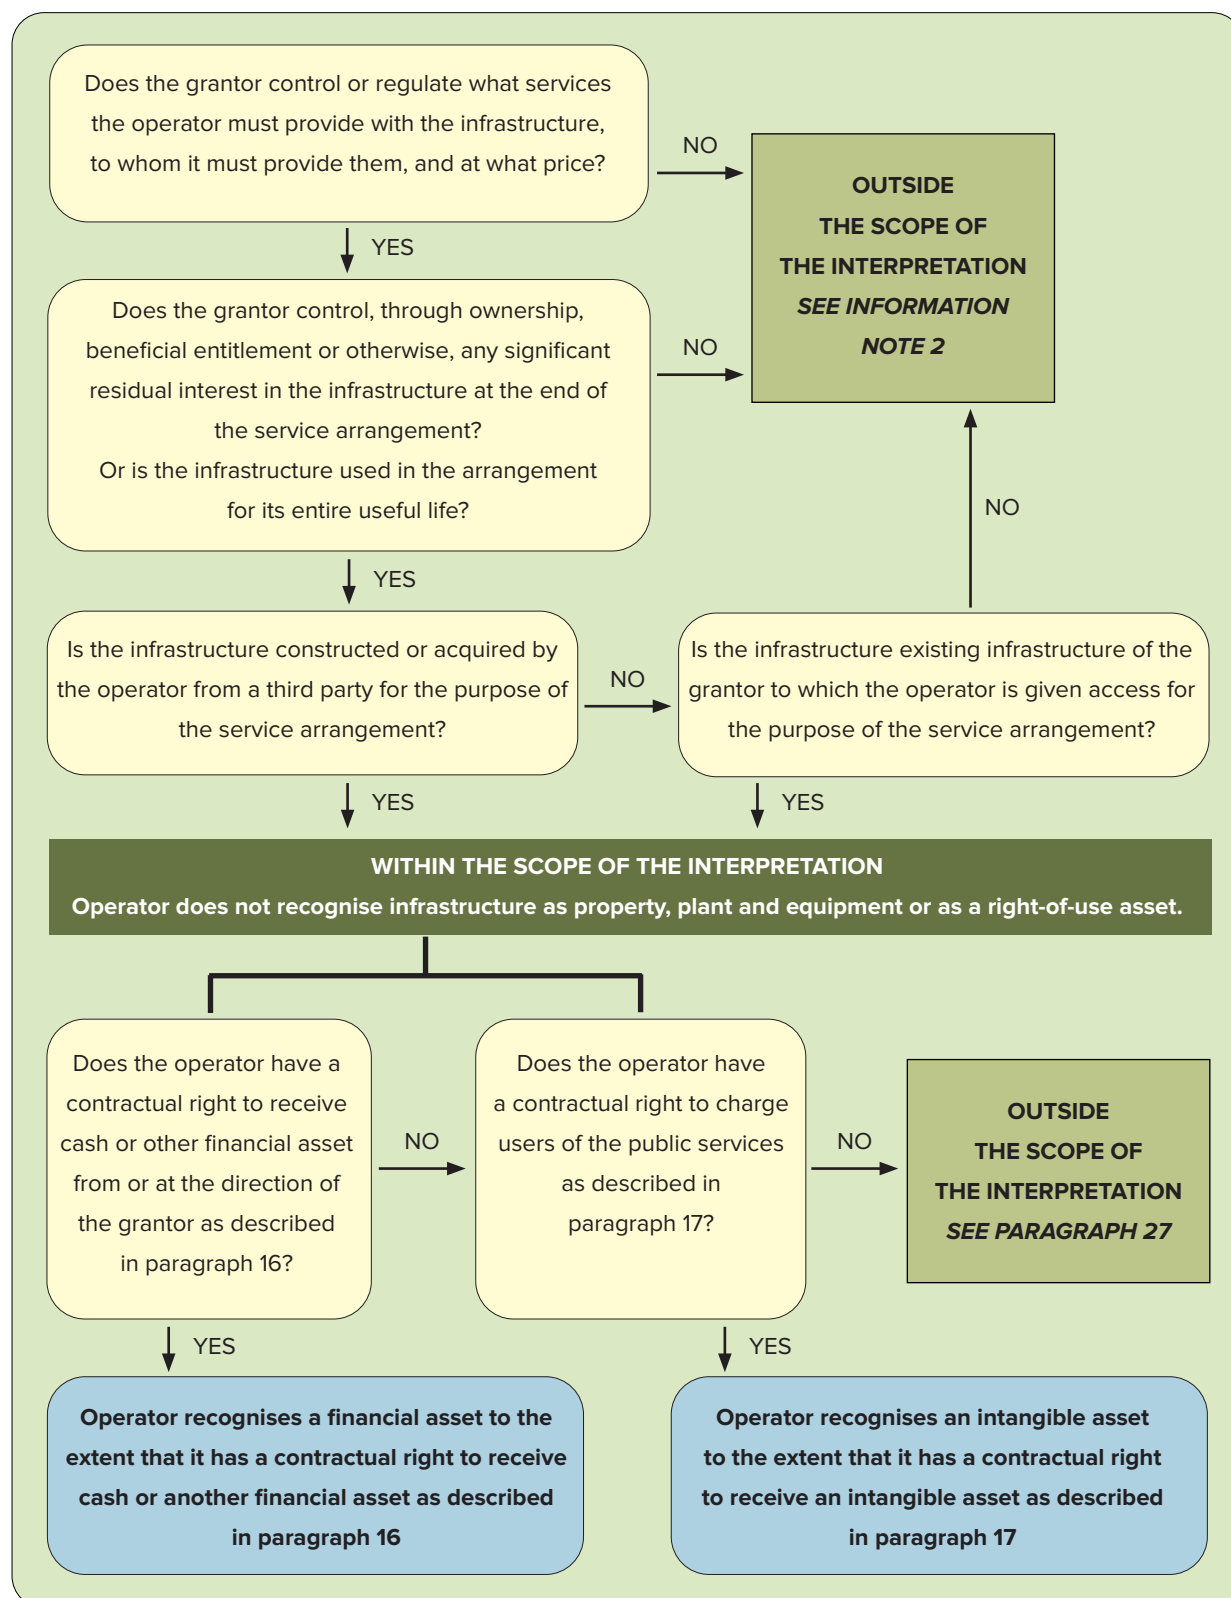 Does the grantor control or regulate what services
the operator must provide with the infrastructure,
to whom it must provide them, and at what price?
NO
OUTSIDE
THE SCOPE OF
THE INTERPRETATION
SEE INFORMATION
NOTE 2
YES
Does the grantor control, through ownership,
beneficial entitlement or otherwise, any significant
residual interest in the infrastructure at the end of
the service arrangement?
Or is the infrastructure used in the arrangement
for its entire useful life?
NO
NO
YES
Is the infrastructure constructed or acquired by
the operator from a third party for the purpose of
the service arrangement?
NO
Is the infrastructure existing infrastructure of the
grantor to which the operator is given access for
the purpose of the service arrangement?
YES
YES
WITHIN THE SCOPE OF THE INTERPRETATION
Operator does not recognise infrastructure as property, plant and equipment or as a right-of-use asset.
Does the operator have a
contractual right to receive
cash or other financial asset
from or at the direction of
the grantor as described
in paragraph 16?
NO
Does the operator have
a contractual right to charge
users of the public services
as described in
paragraph 17?
NO
OUTSIDE
THE SCOPE OF
THE INTERPRETATION
SEE PARAGRAPH 27
YES
YES
Operator recognises a financial asset to the
extent that it has a contractual right to receive
cash or another financial asset as described
in paragraph 16
Operator recognises an intangible asset
to the extent that it has a contractual right
to receive an intangible asset as described
in paragraph 17